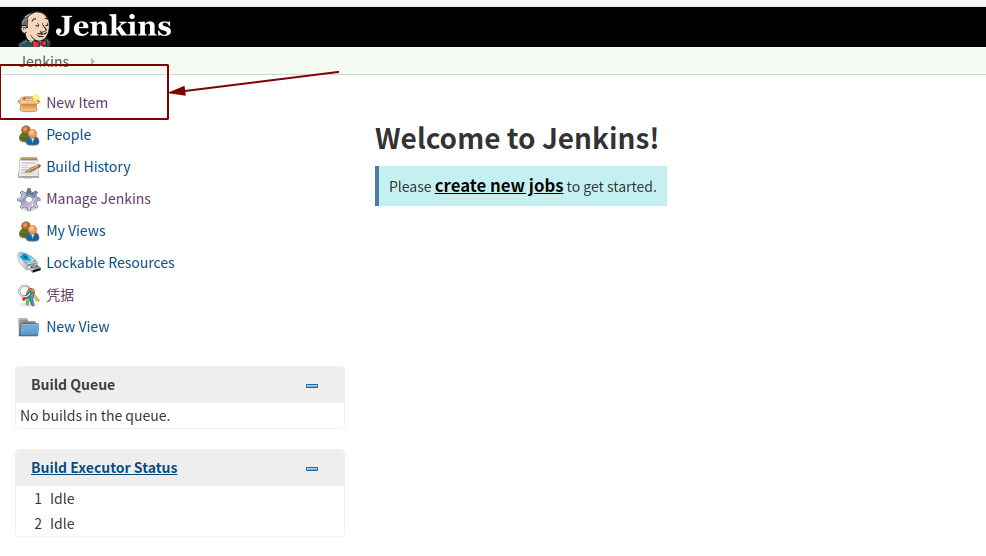 Jenkins
Jenkins
New Item
People
Build History
Manage Jenkins
My Views
Lockable Resources
凭据
New View
Welcome to Jenkins!
Please create new jobs to get started.
Build Queue
No builds in the queue.
Build Executor Status
1 Idle
2 Idle